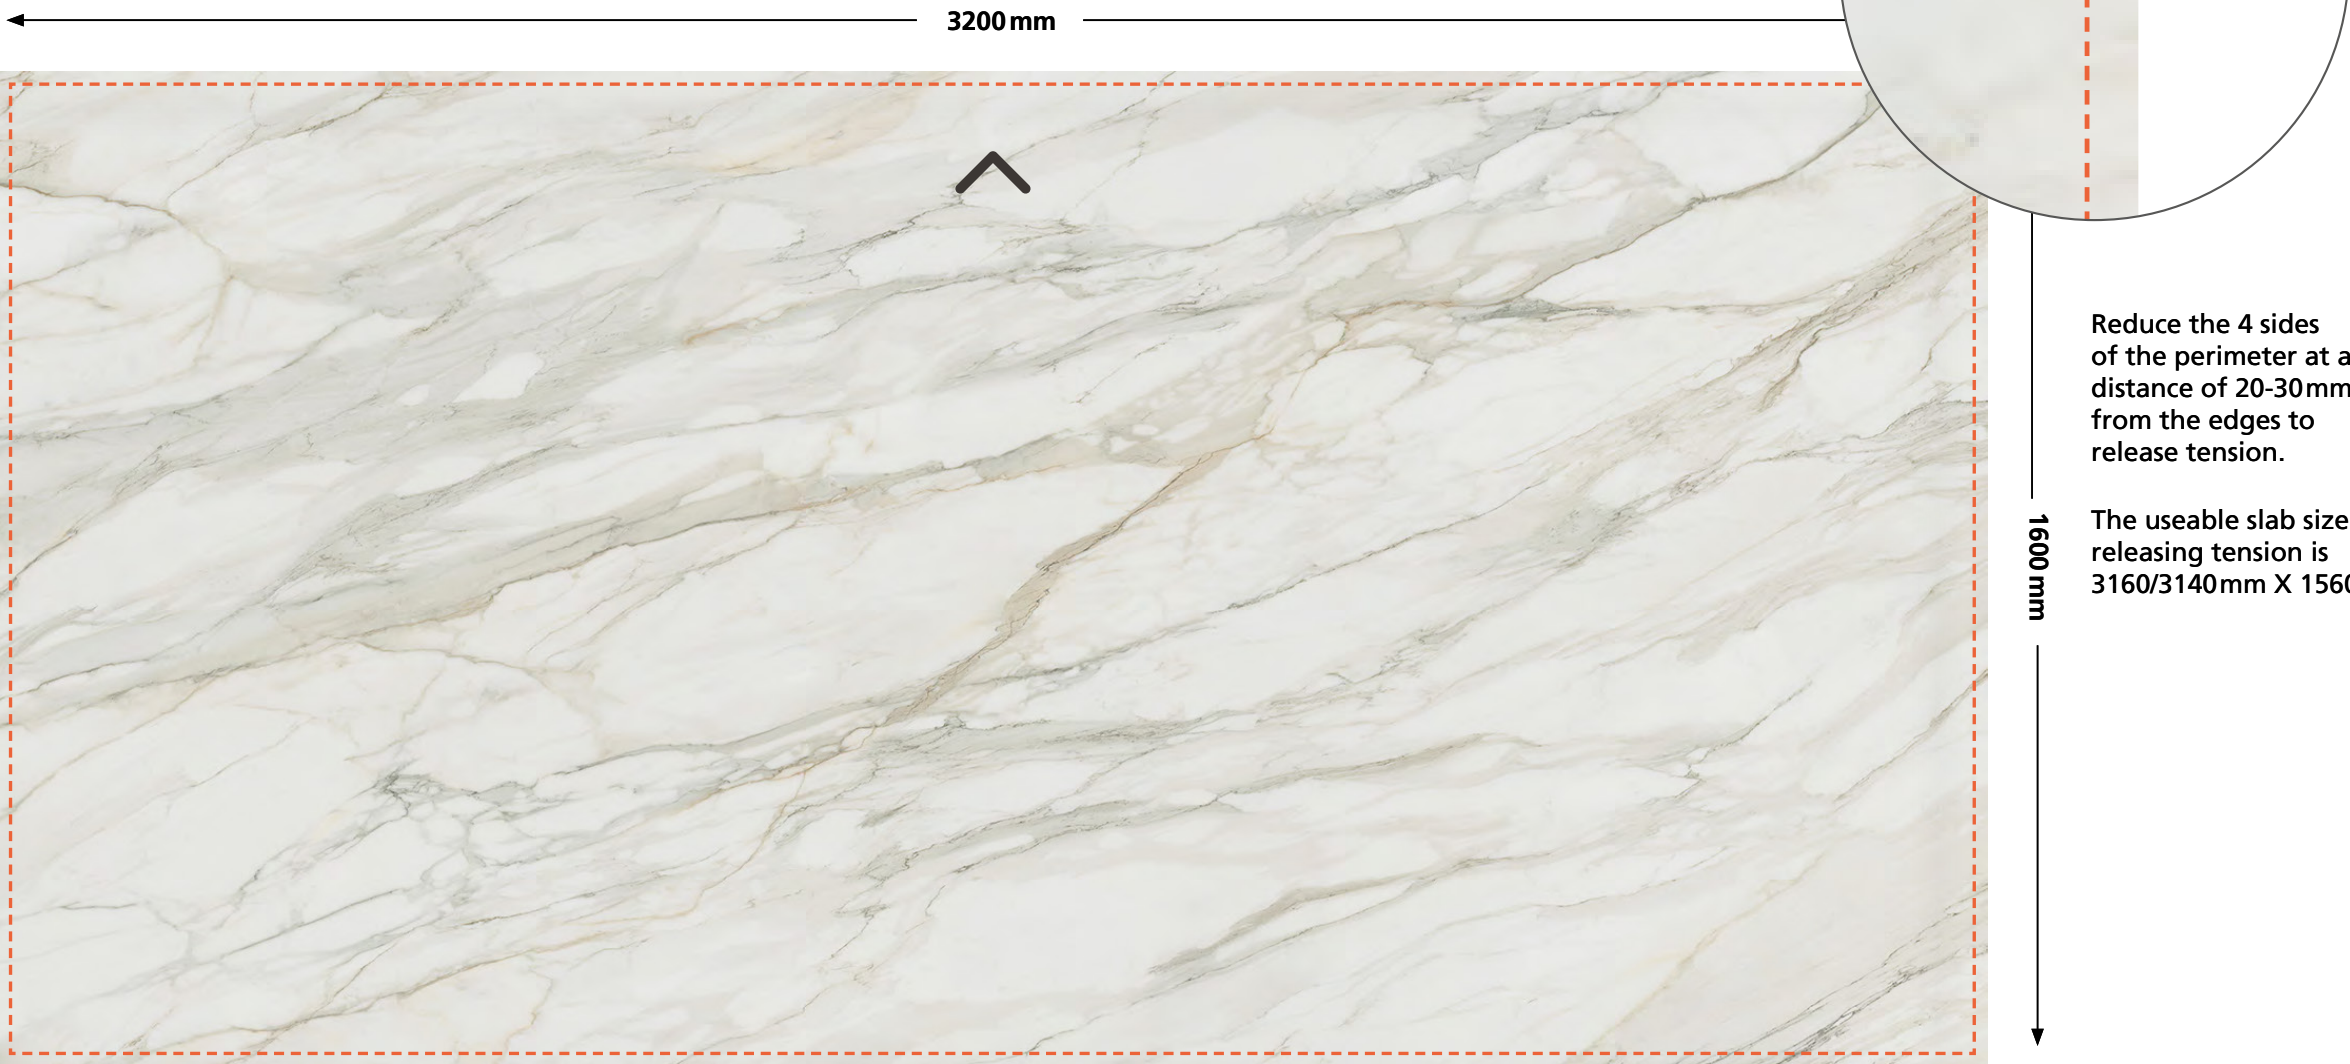 3200 mm
Reduce the 4 sides
of the perimeter at a
distance of 20-30 mm
from the edges to
release tension.
1600 mm
The useable slab size
releasing tension is
3160/3140 mm X 1560